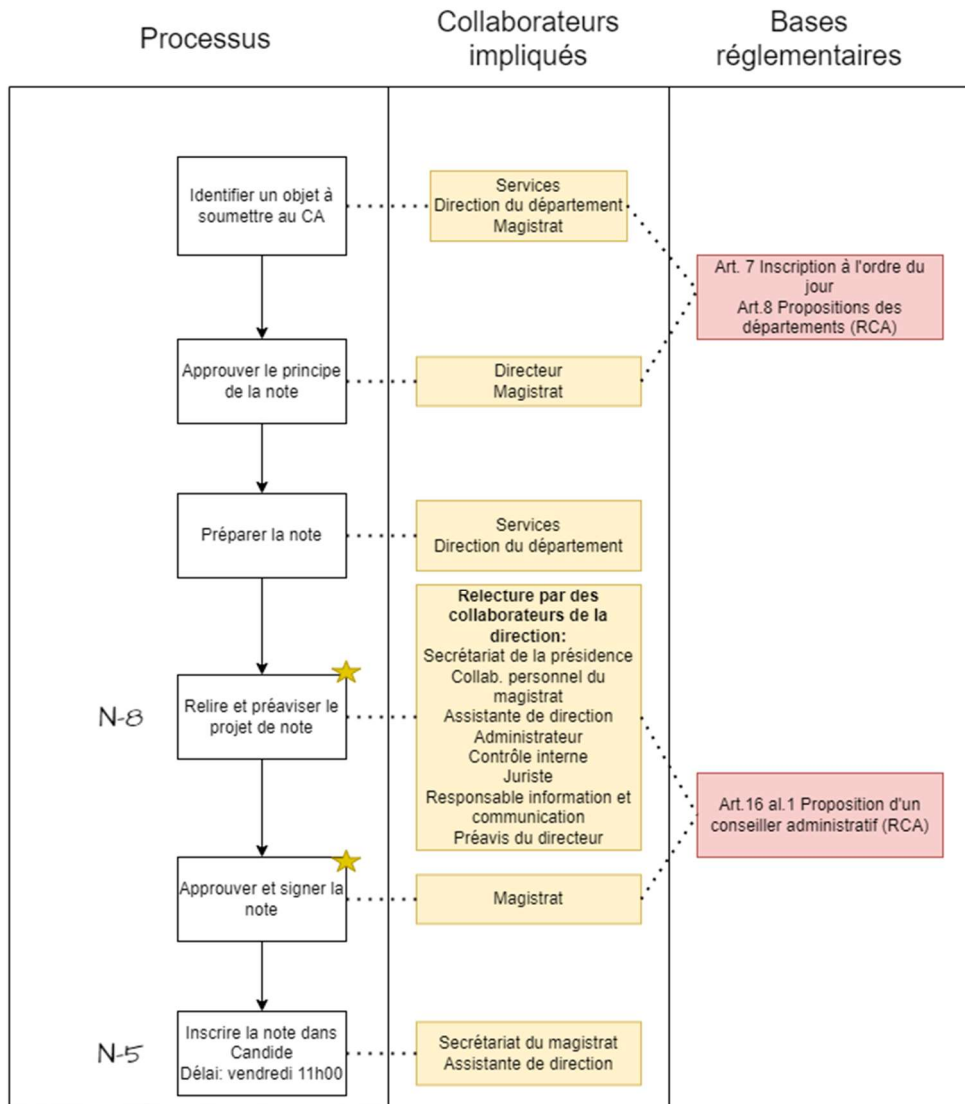 Processus
Collaborateurs
impliqués
Bases
réglementaires
Identifier un objet à
soumettre au CA
Services
Direction du département
Magistrat
Art. 7 Inscription à l'ordre du
jour
Art.8 Propositions des
départements (RCA)
Approuver le principe
de la note
Directeur
Magistrat
Préparer la note
Services
Direction du département
N-8
Relire et préaviser le
projet de note
Relecture par des
collaborateurs de la
direction:
Secrétariat de la présidence
Collab. personnel du
magistrat
Assistante de direction
Administrateur
Contrôle interne
Juriste
Responsable information et
communication
Préavis du directeur
Art.16 al.1 Proposition d'un
conseiller administratif (RCA)
Approuver et signer la
note
Magistrat
N-5
Inscrire la note dans
Candide
Délai: vendredi 11h00
Secrétariat du magistrat
Assistante de direction